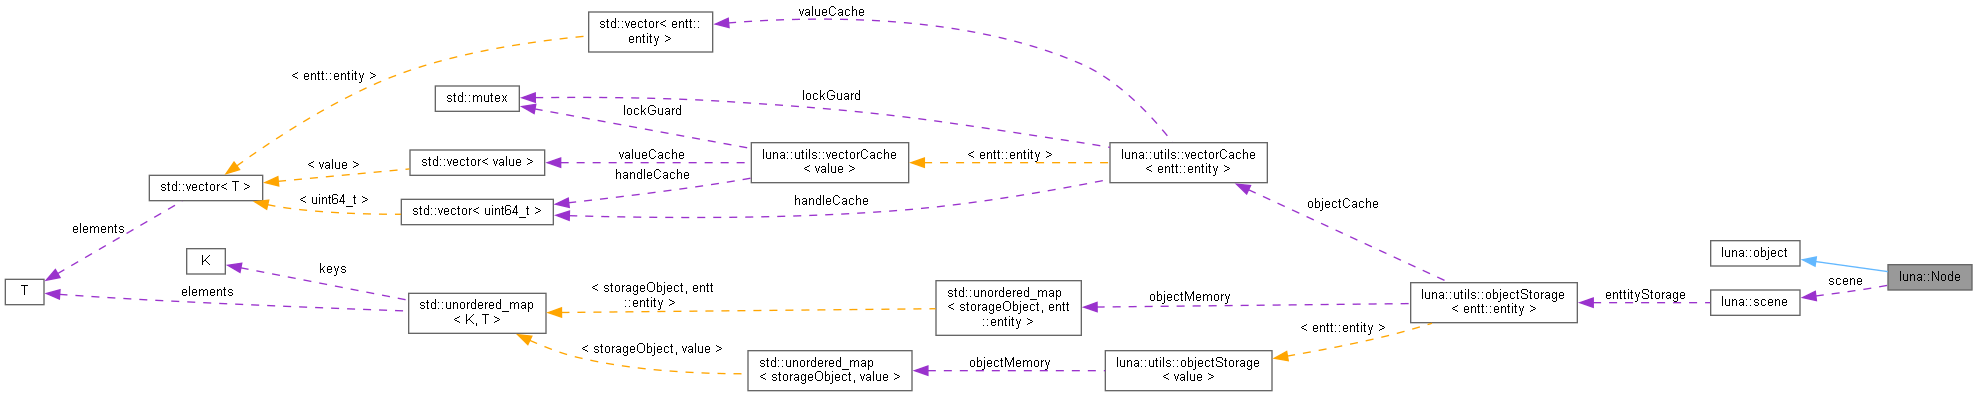 valueCache
std::vector< entt::
entity >
< entt::entity >
std::mutex
lockGuard
lockGuard
std::vector< value >
< value >
valueCache
luna::utils::vectorCache
< value >
< entt::entity >
luna::utils::vectorCache
< entt::entity >
handleCache
std::vector< T >
< uint64_t >
std::vector< uint64_t >
handleCache
objectCache
elements
K
keys
T
elements
std::unordered_map
< K, T >
< storageObject, entt
::entity >
std::unordered_map
< storageObject, entt
::entity >
objectMemory
luna::utils::objectStorage
< entt::entity >
enttityStorage
luna::object
luna::scene
scene
luna::Node
< entt::entity >
< storageObject, value >
std::unordered_map
< storageObject, value >
objectMemory
luna::utils::objectStorage
< value >